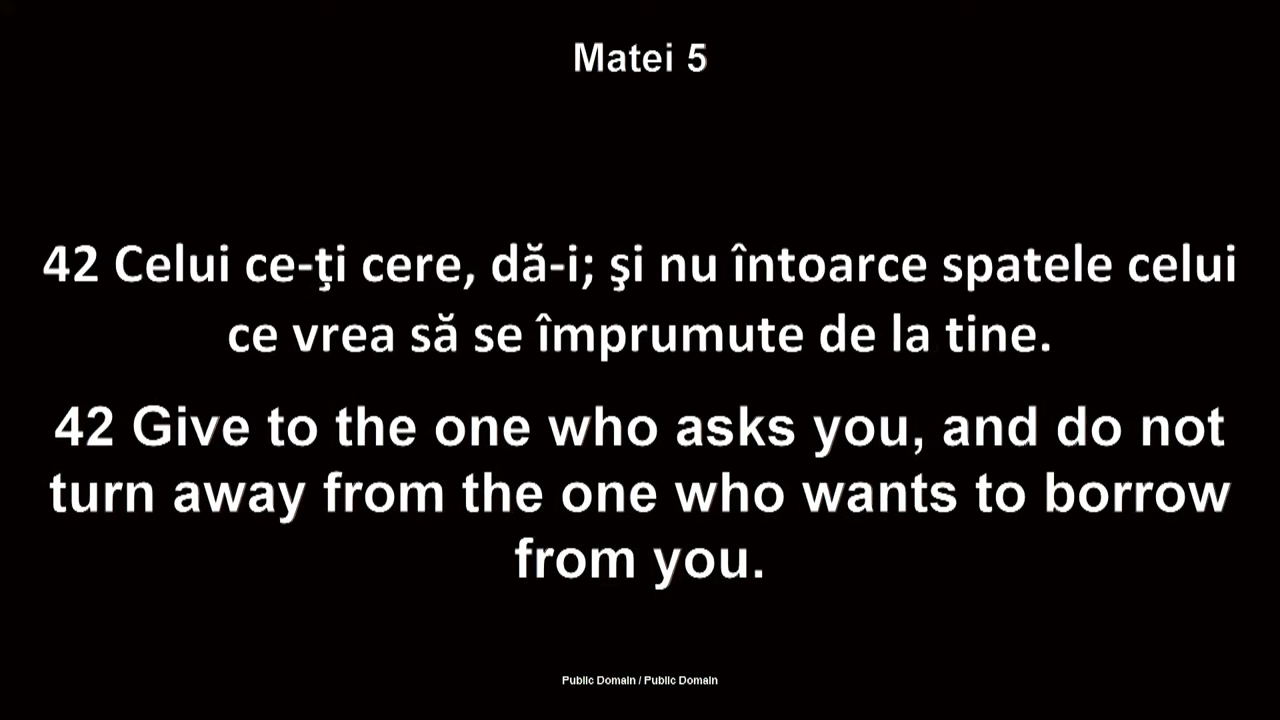 Matei 5
42 Celui ce-ţi cere, dă-i; şi nu întoarce spatele celui
ce vrea să se împrumute de la tine.
42 Give to the one who asks you, and do not
turn away from the one who wants to borrow
from you.
Public Domain / Public Domain